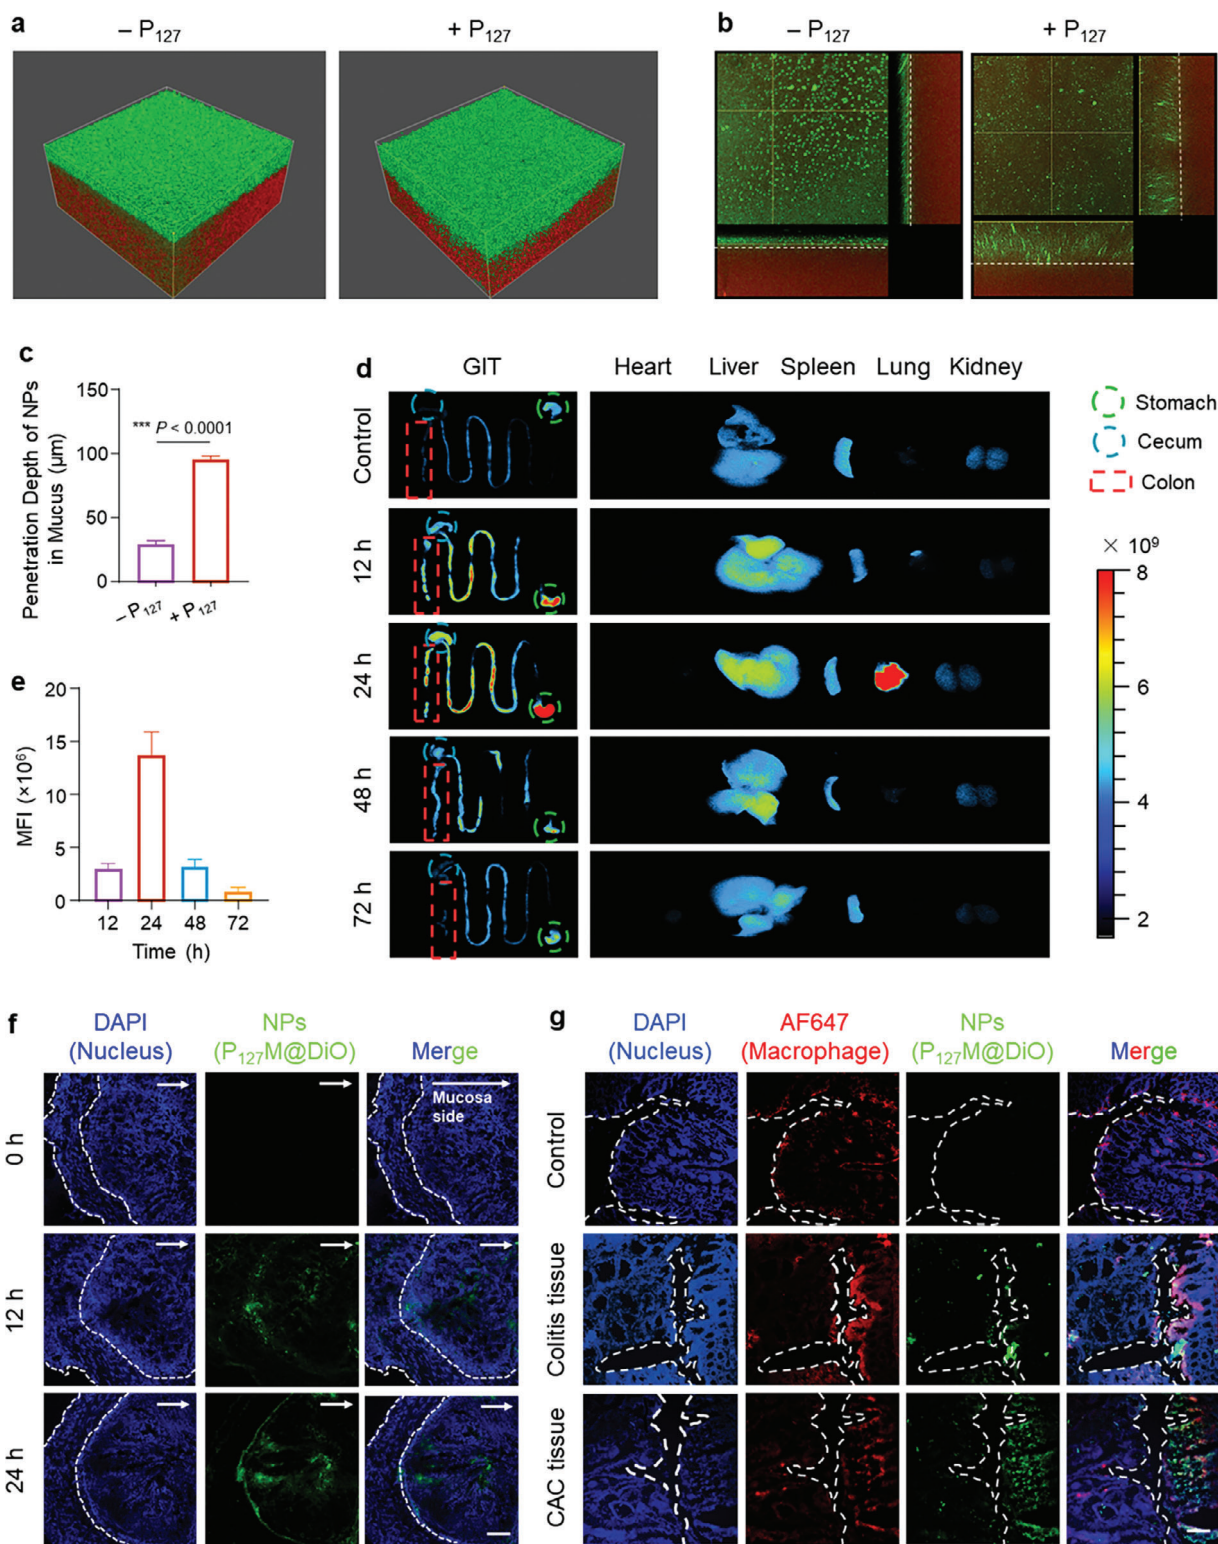 a
– P₁₂₇
+ P₁₂₇
b
– P₁₂₇
+ P₁₂₇
c
Penetration Depth of NPs
in Mucus (µm)
150
100
50
0
*** P < 0.0001
– P₁₂₇
+ P₁₂₇
d
GIT
Heart
Liver
Spleen
Lung
Kidney
Control
12 h
24 h
48 h
72 h
Stomach
Cecum
Colon
× 10⁹
8
6
4
2
e
MFI (×10⁶)
20
15
10
5
0
12
24
48
72
Time (h)
f
DAPI
(Nucleus)
NPs
(P₁₂₇M@DiO)
Merge
Mucosa
side
0 h
12 h
24 h
g
DAPI
(Nucleus)
AF647
(Macrophage)
NPs
(P₁₂₇M@DiO)
Merge
Control
Colitis tissue
CAC tissue